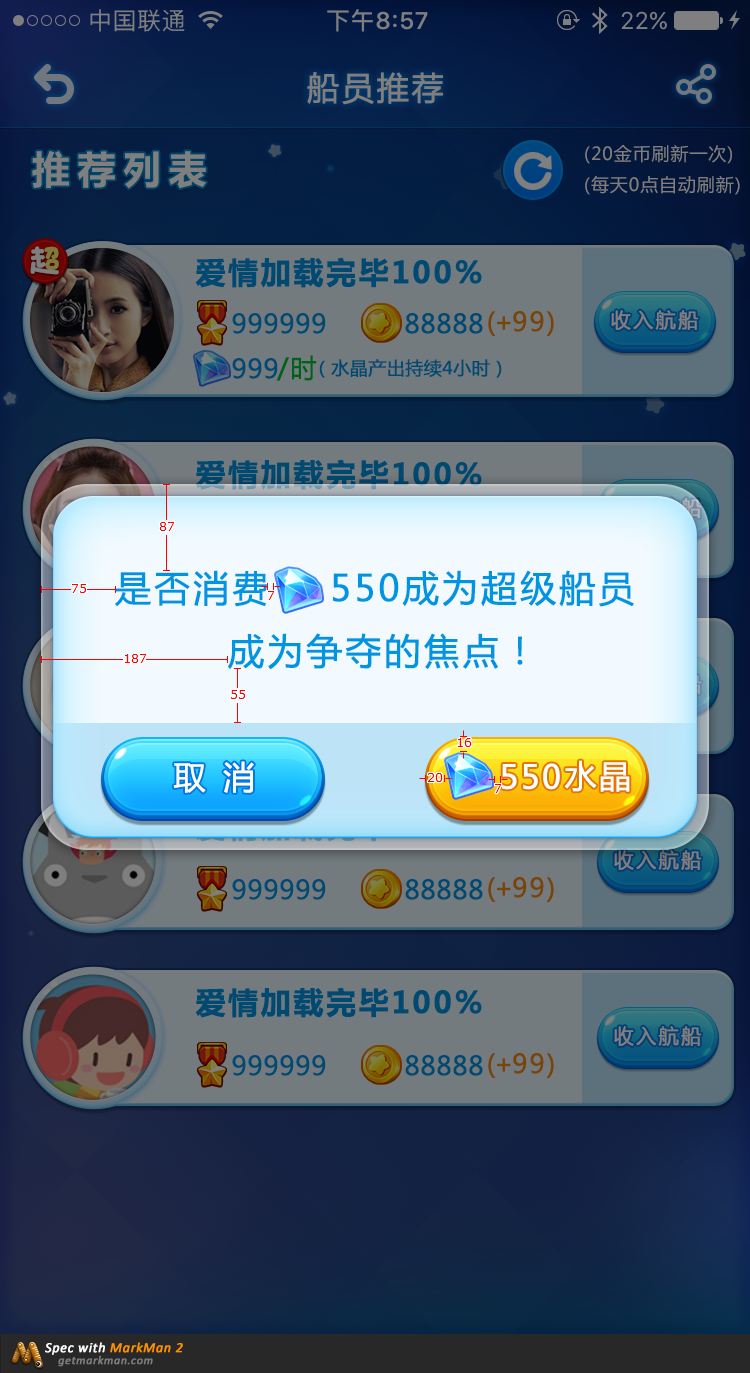 中国联通 下午8:57 22%
船员推荐
推荐列表
(20金币刷新一次)
(每天0点自动刷新)
超
爱情加载完毕100%
999999 88888(+99)
收入航船
999/时( 水晶产出持续4小时 )
爱情加载完毕100%
船
87
是否消费550成为超级船员
75
7
成为争夺的焦点！
187
55
取 消
550水晶
16
20
7
999999 88888(+99)
收入航船
爱情加载完毕100%
999999 88888(+99)
收入航船
Spec with MarkMan 2
getmarkman.com